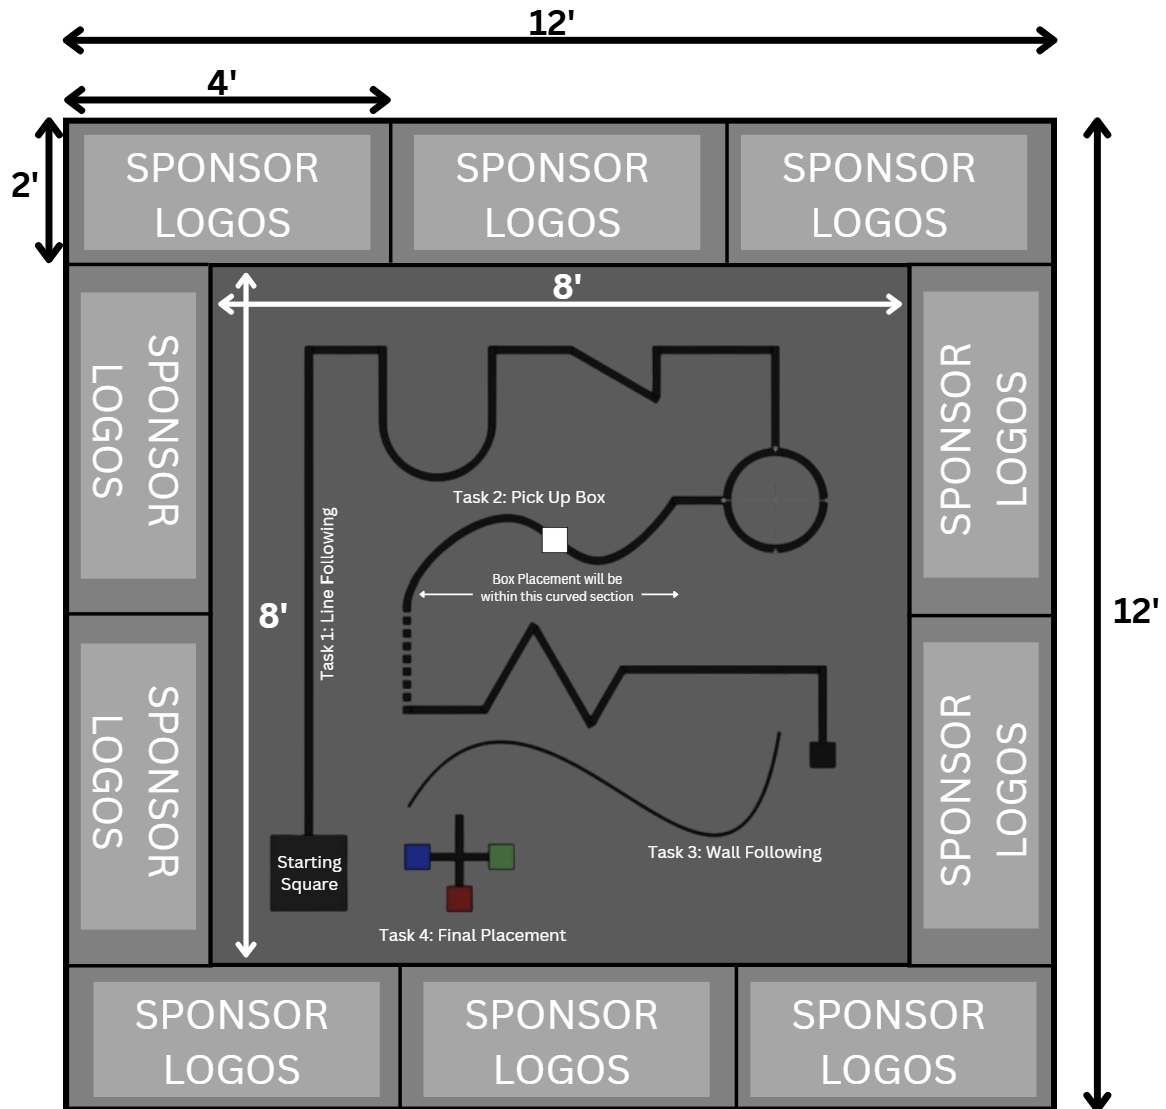 12'
4'
2'
SPONSOR
LOGOS
SPONSOR
LOGOS
SPONSOR
LOGOS
8'
SPONSOR
LOGOS
SPONSOR
LOGOS
Task 2: Pick Up Box
Task 1: Line Following
Box Placement will be
within this curved section
8'
12'
SPONSOR
LOGOS
SPONSOR
LOGOS
Starting
Square
Task 3: Wall Following
Task 4: Final Placement
SPONSOR
LOGOS
SPONSOR
LOGOS
SPONSOR
LOGOS